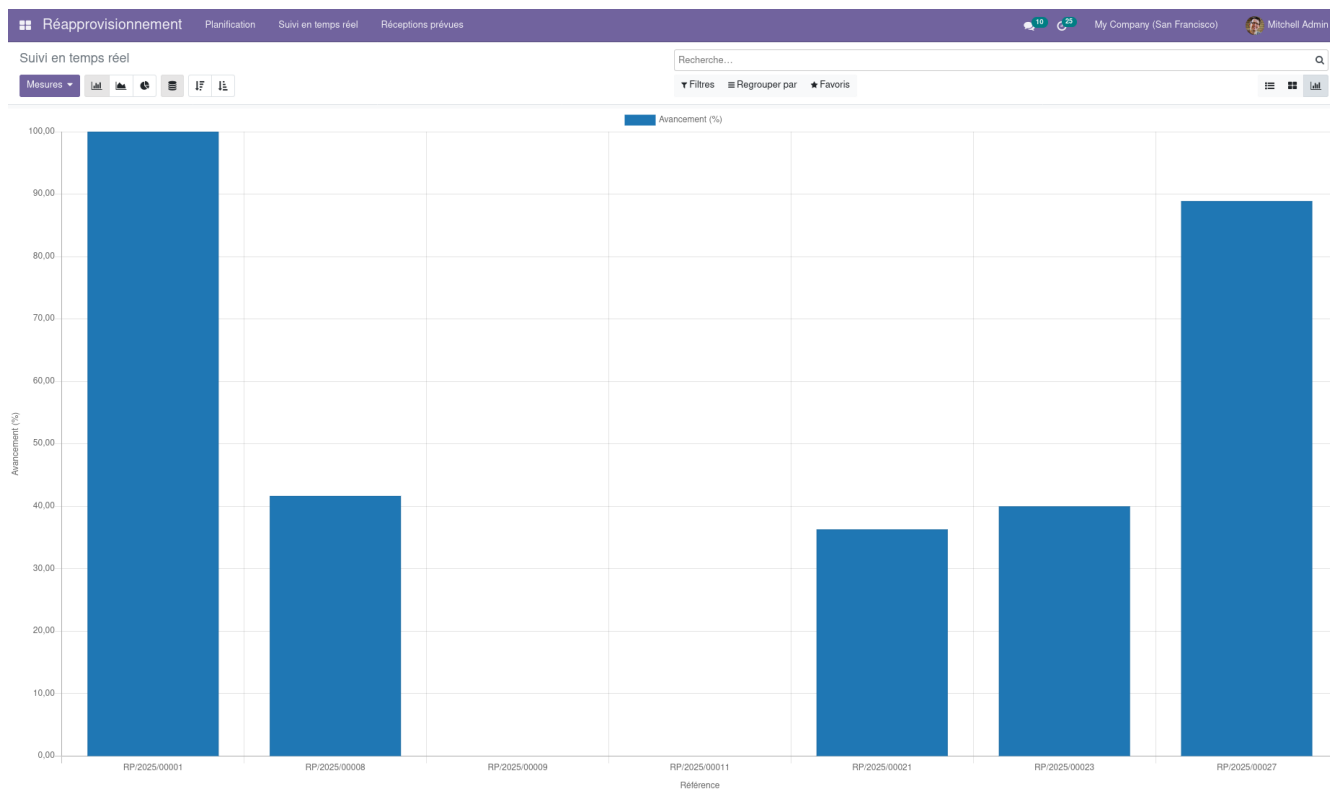 Réapprovisionnement Planification Suivi en temps réel Réceptions prévues 10 25 My Company (San Francisco) Mitchell Admin
Suivi en temps réel Recherche...
Mesures Filtres Regrouper par Favoris
Avancement (%)
100,00
90,00
80,00
70,00
60,00
50,00
40,00
30,00
20,00
10,00
0,00
Avancement (%)
RP/2025/00001 RP/2025/00008 RP/2025/00009 RP/2025/00011 RP/2025/00021 RP/2025/00023 RP/2025/00027
Référence